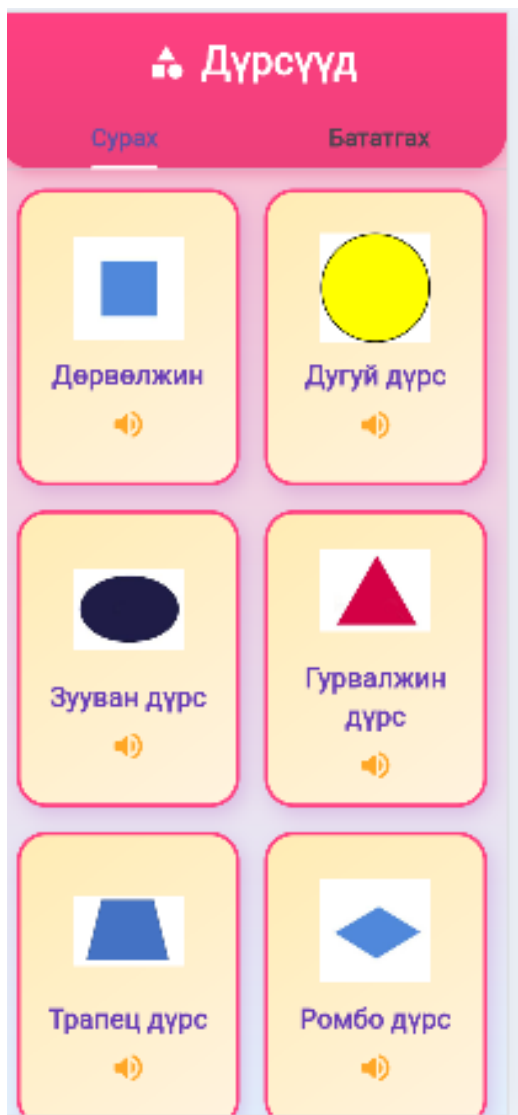 Дүрсүүд
Сурах
Бататгах
Дөрвөлжин
Дугуй дүрс
Зууван дүрс
Гурвалжин
дүрс
Трапец дүрс
Ромбо дүрс